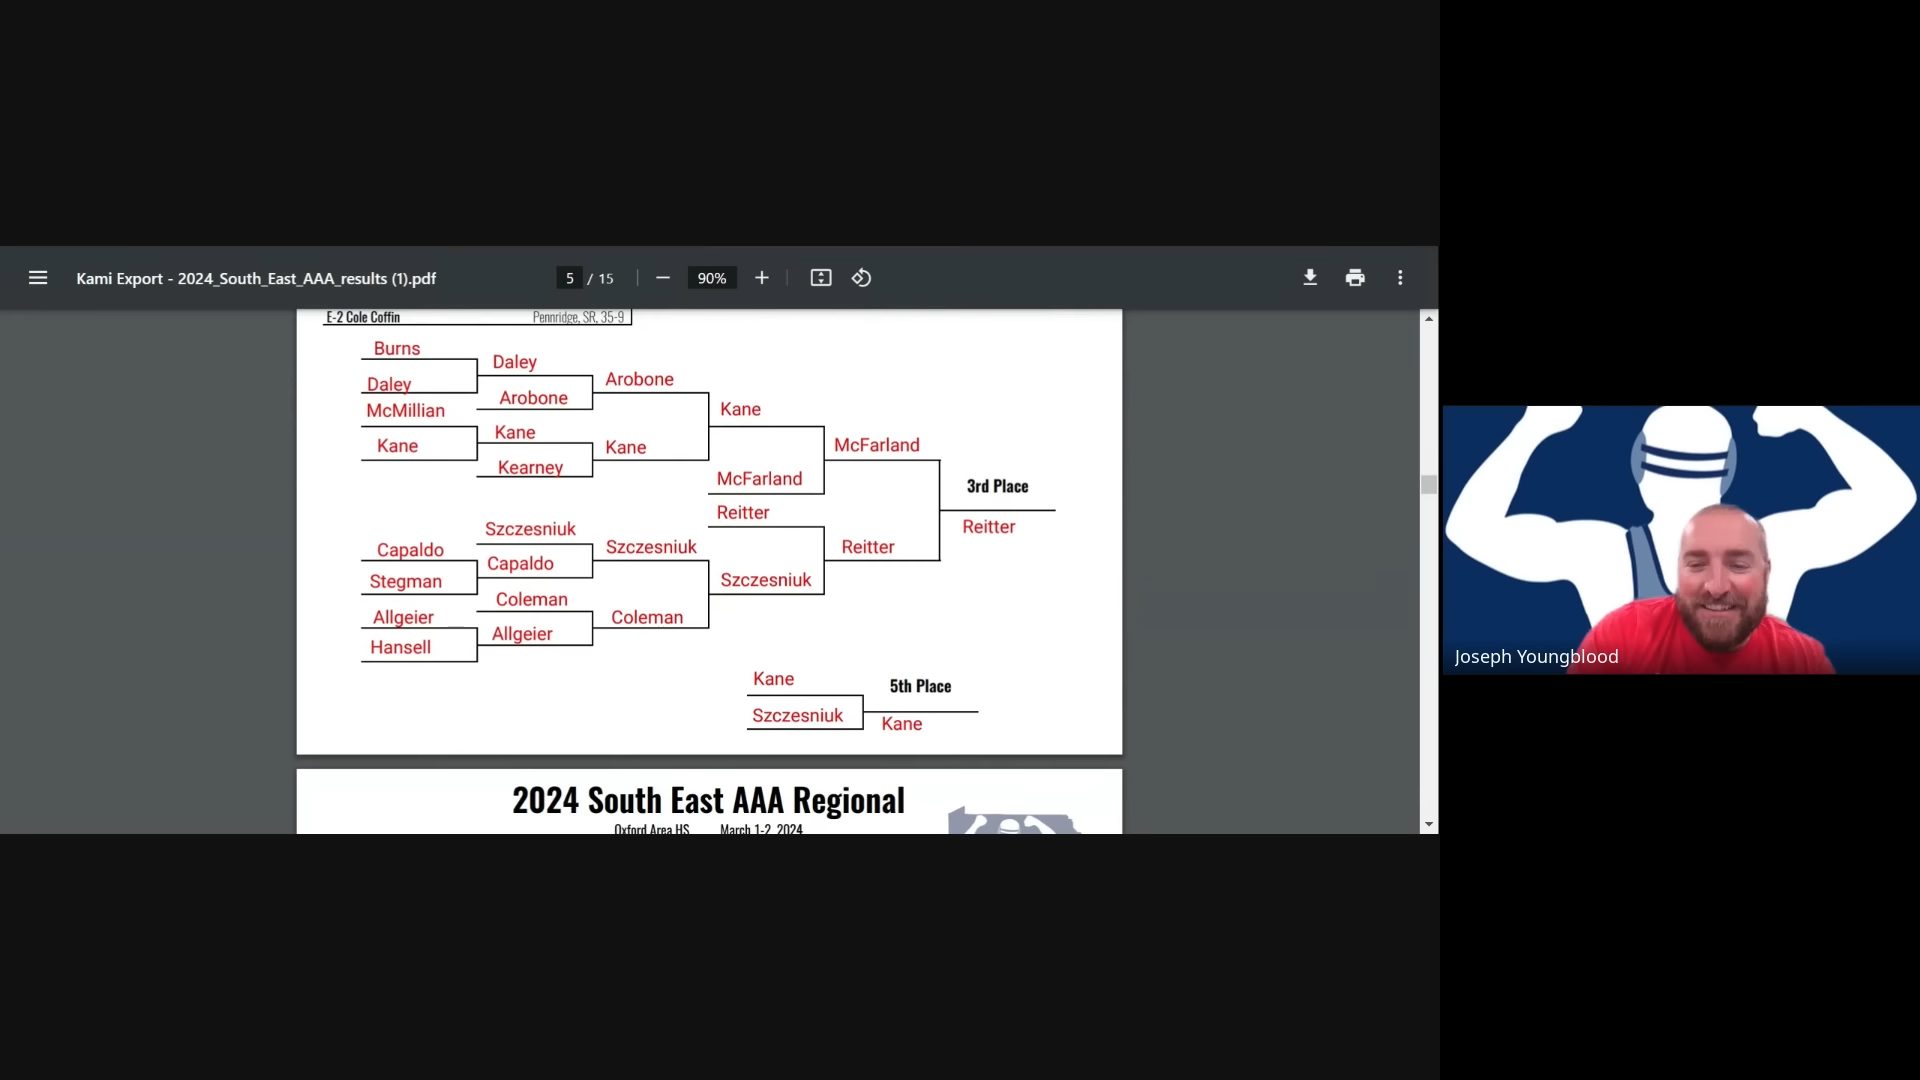 Kami Export - 2024_South_East_AAA_results (1).pdf
5 / 15
90%
E-2 Cole Coffin Pennridge, SR, 35-9
Burns
Daley
Daley
Arobone
McMillian
Arobone
Kane
Kane
Kane
Kane
McFarland
Kearney
McFarland
3rd Place
Reitter
Reitter
Szczesniuk
Capaldo
Szczesniuk
Reitter
Capaldo
Stegman
Szczesniuk
Coleman
Allgeier
Coleman
Allgeier
Hansell
Kane
5th Place
Szczesniuk
Kane
2024 South East AAA Regional
Oxford Area HS March 1-2, 2024
Joseph Youngblood